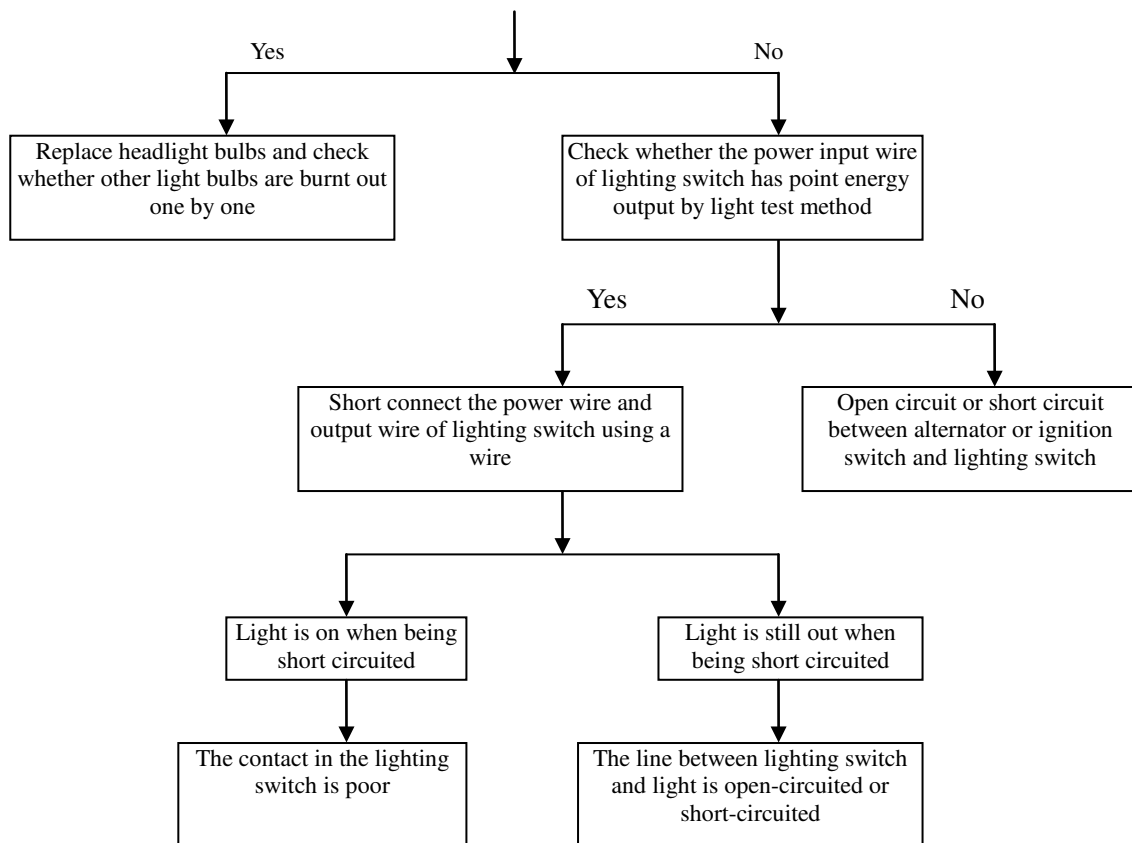 Yes
No
Replace headlight bulbs and check
whether other light bulbs are burnt out
one by one
Check whether the power input wire
of lighting switch has point energy
output by light test method
Yes
No
Short connect the power wire and
output wire of lighting switch using a
wire
Open circuit or short circuit
between alternator or ignition
switch and lighting switch
Light is on when being
short circuited
Light is still out when
being short circuited
The contact in the lighting
switch is poor
The line between lighting switch
and light is open-circuited or
short-circuited